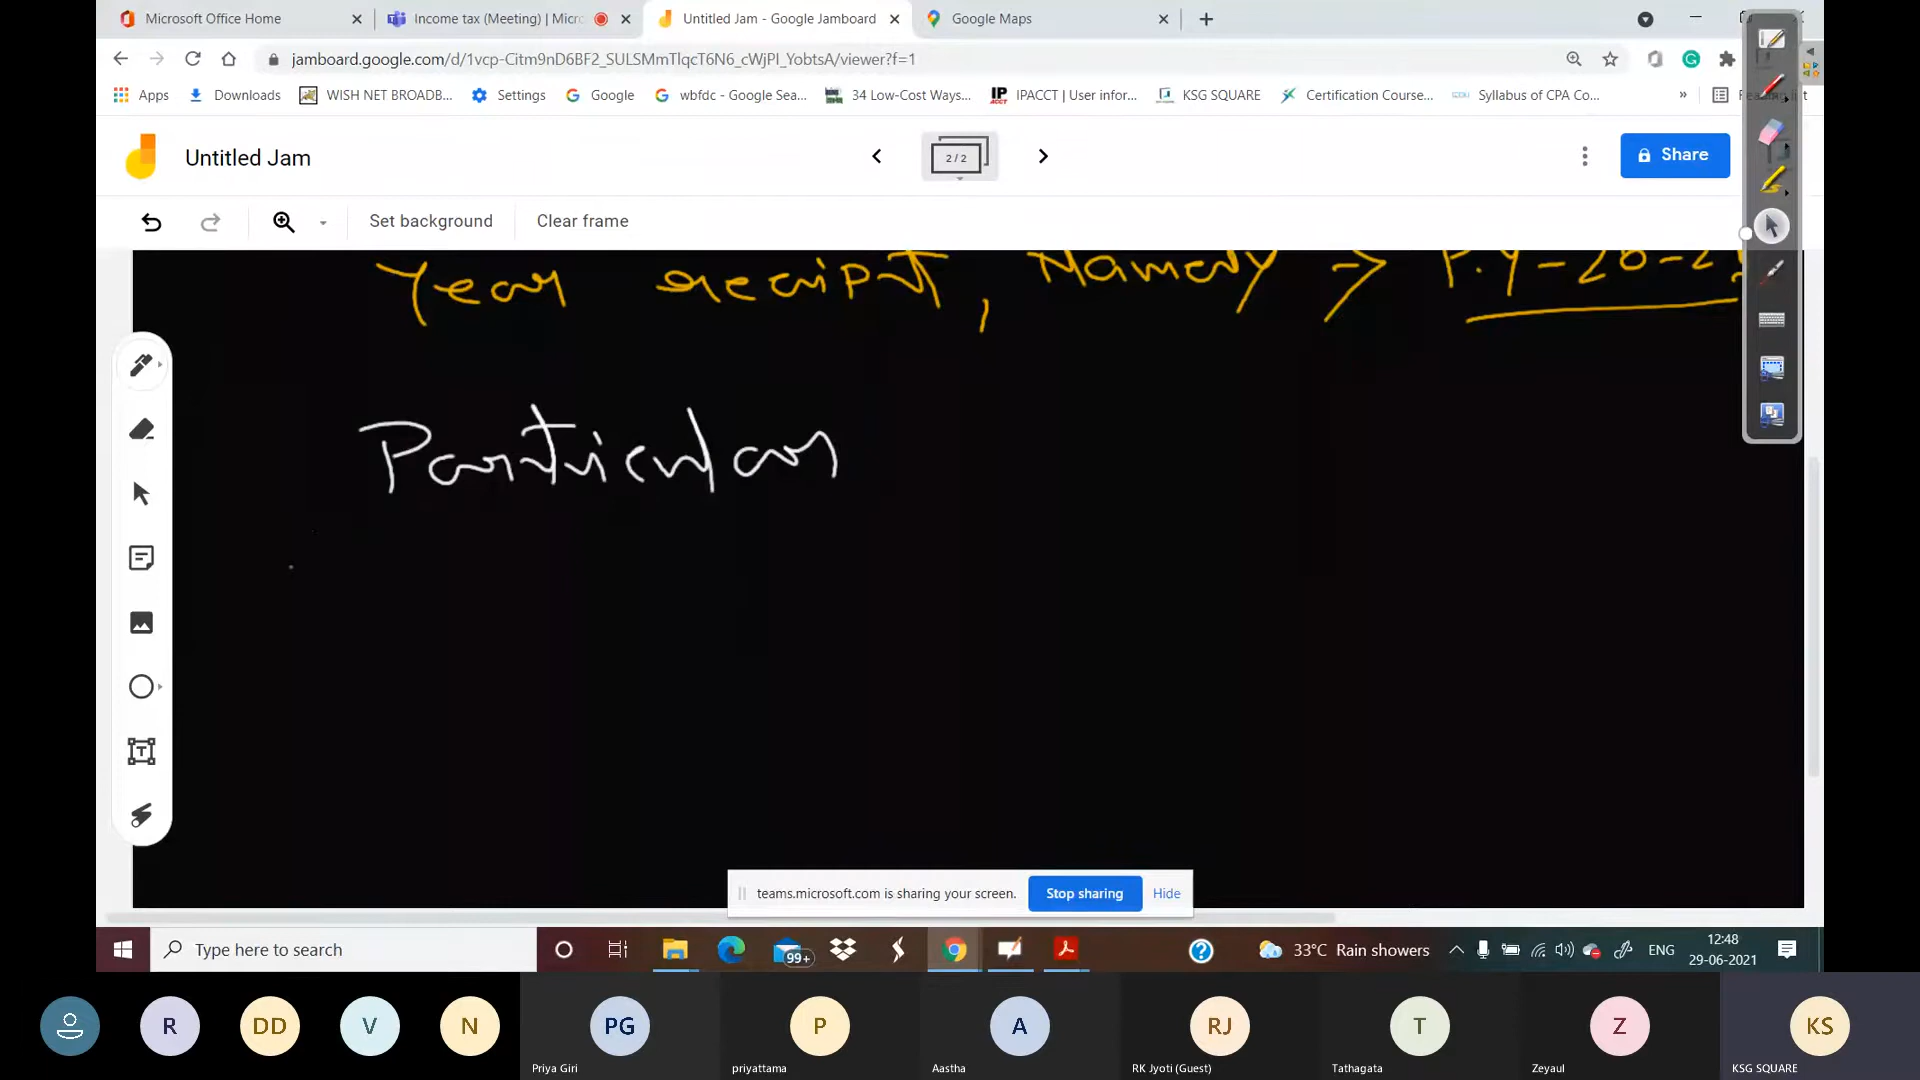 Microsoft Office Home
Income tax (Meeting) | Micr
Untitled Jam - Google Jamboard
Google Maps
jamboard.google.com/d/1vcp-Citm9nD6BF2_SULSMmTlqcT6N6_cWjPl_YobtsA/viewer?f=1
Apps Downloads WISH NET BROADB... Settings Google wbfdc - Google Sea... 34 Low-Cost Ways... IPACCT | User infor... KSG SQUARE Certification Course... Syllabus of CPA Co... » Reading list
Untitled Jam
2 / 2
Share
Set background Clear frame
Year receipt, Namely → P.Y-20-21
Particular
teams.microsoft.com is sharing your screen. Stop sharing Hide
Type here to search
99+
33°C Rain showers
ENG
12:48
29-06-2021
R DD V N PG P A RJ T Z KS
Priya Giri priyattama Aastha RK Jyoti (Guest) Tathagata Zeyaul KSG SQUARE